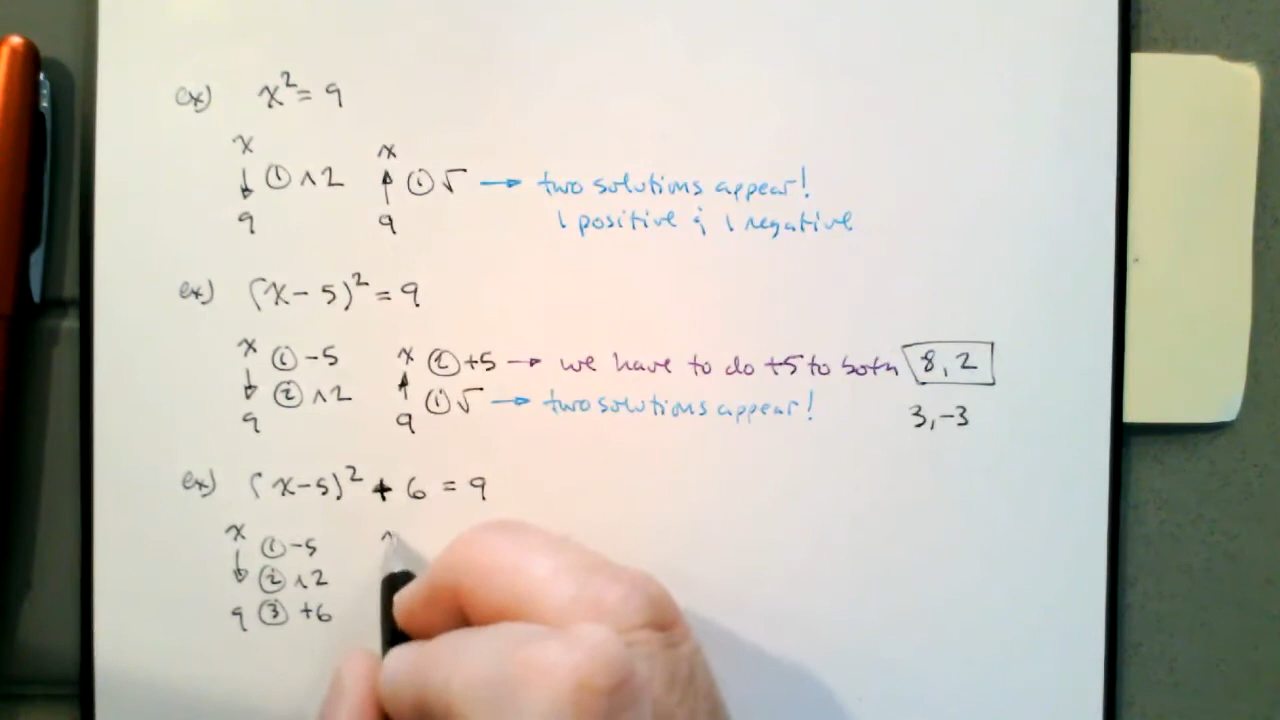 ex) x² = 9
x ① ^2 x ① √ → two solutions appear!
↓ ↑
9 9 1 positive & 1 negative
ex) (x-5)² = 9
x ① -5 x ② +5 → we have to do +5 to both 8, 2
↓ ② ^2 ↑ ① √ → two solutions appear!
9 9 3, -3
ex) (x-5)² + 6 = 9
x ① -5
↓ ② ^2
9 ③ +6